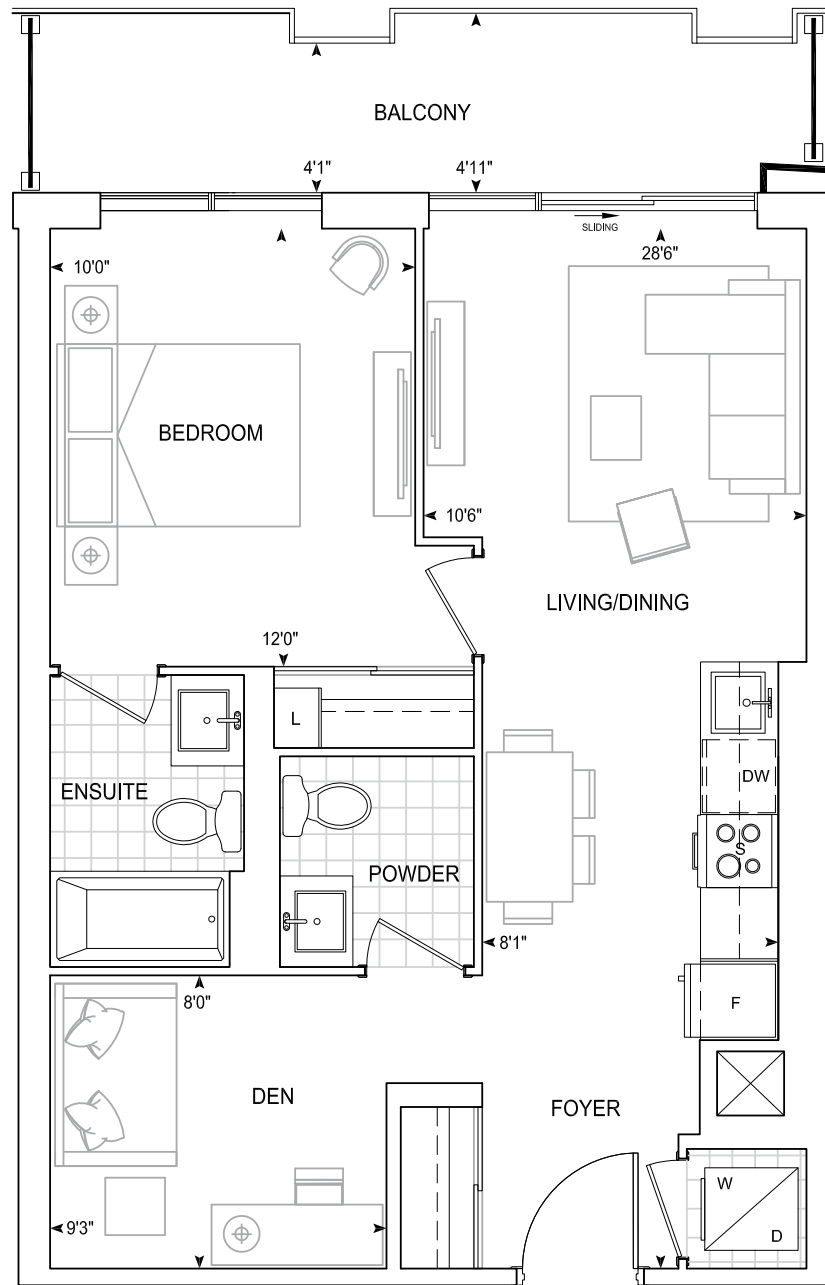 BALCONY
4'1"
4'11"
SLIDING
10'0"
28'6"
BEDROOM
10'6"
LIVING/DINING
12'0"
L
ENSUITE
DW
S
POWDER
8'1"
8'0"
F
DEN
FOYER
W
9'3"
D